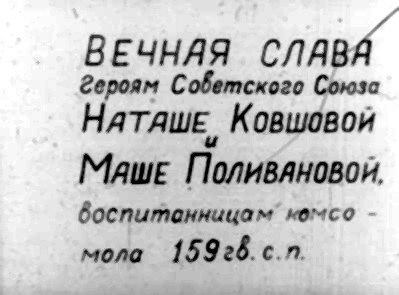 ВЕЧНАЯ СЛАВА
Героям Советского Союза
НАТАШЕ КОВШОВОЙ
и
МАШЕ ПОЛИВАНОВОЙ,
воспитанницам комсо-
мола 159 гв. с.п.